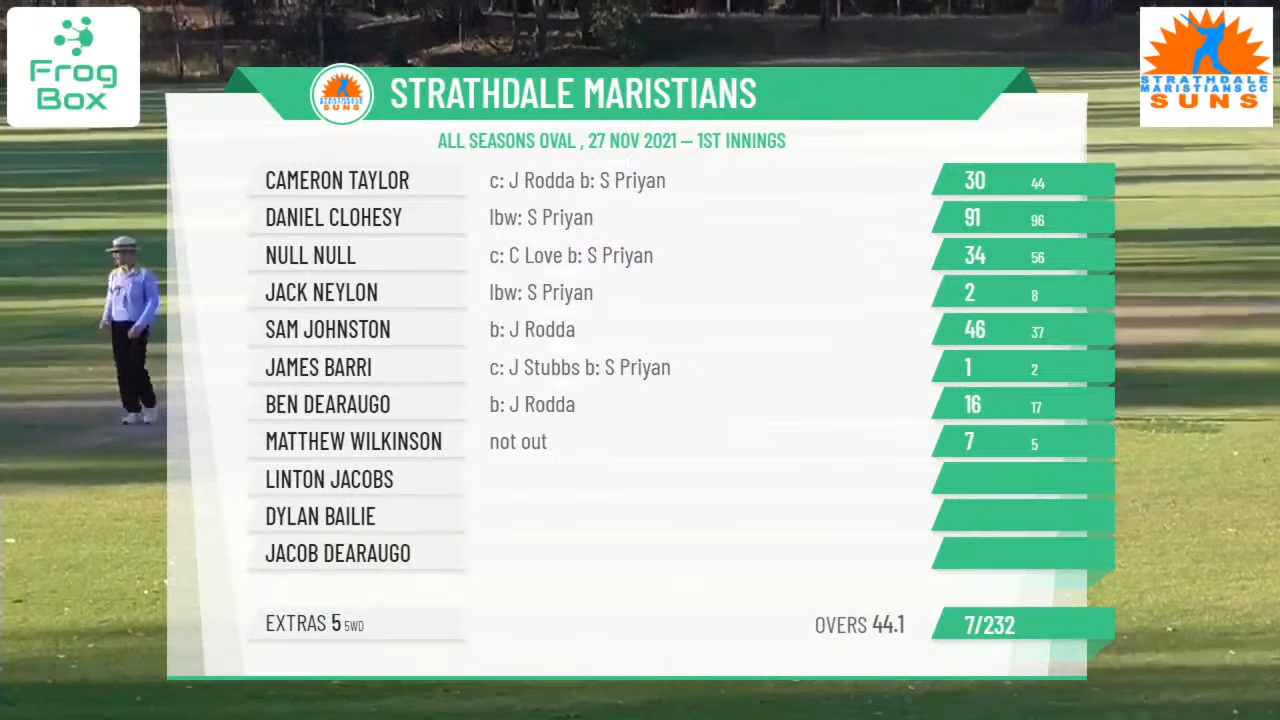 Frog
Box
STRATHDALE
MARISTIANS CC
SUNS
STRATHDALE MARISTIANS
ALL SEASONS OVAL , 27 NOV 2021 – 1ST INNINGS
CAMERON TAYLOR c: J Rodda b: S Priyan 30 44
DANIEL CLOHESY lbw: S Priyan 91 96
NULL NULL c: C Love b: S Priyan 34 56
JACK NEYLON lbw: S Priyan 2 8
SAM JOHNSTON b: J Rodda 46 37
JAMES BARRI c: J Stubbs b: S Priyan 1 2
BEN DEARAUGO b: J Rodda 16 17
MATTHEW WILKINSON not out 7 5
LINTON JACOBS
DYLAN BAILIE
JACOB DEARAUGO
EXTRAS 5 5WD OVERS 44.1 7/232